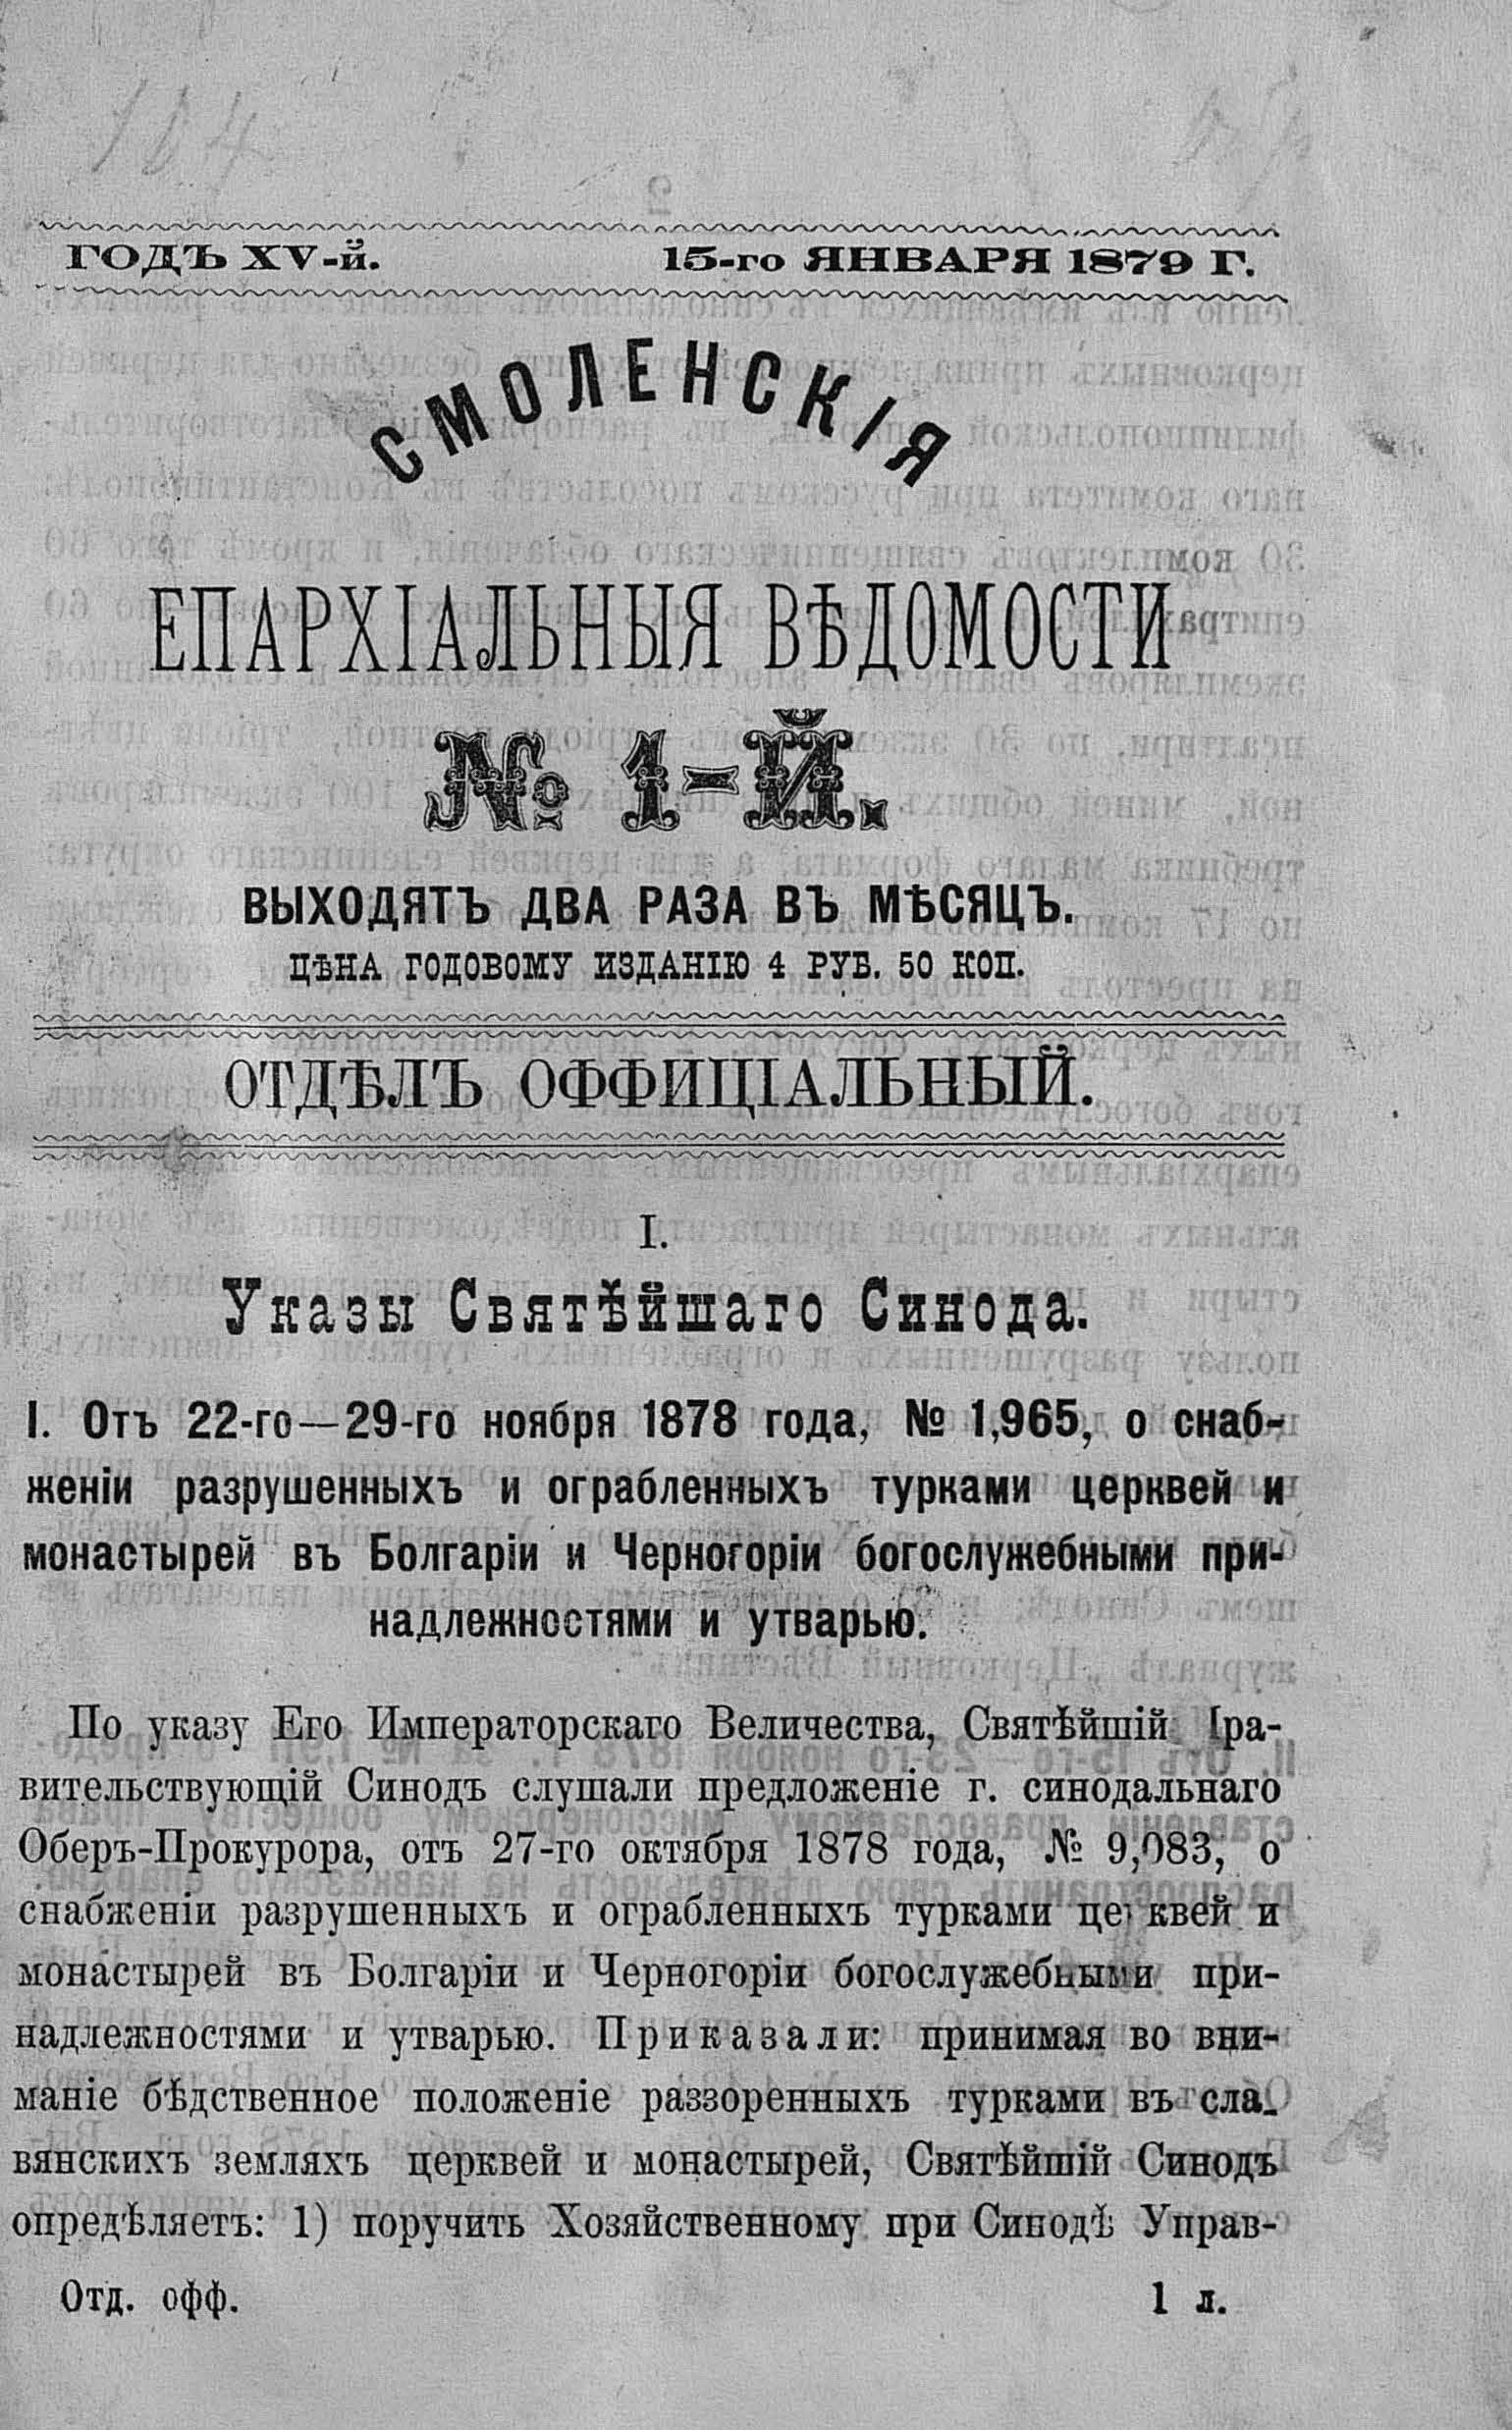 ГОДЪ XV-й. 15-го ЯНВАРЯ 1879 Г.
СМОЛЕНСКІЯ
ЕПАРХІАЛЬНЫЯ ВѢДОМОСТИ
№ 1-Й.
ВЫХОДЯТЪ ДВА РАЗА ВЪ МѢСЯЦЪ.
ЦѢНА ГОДОВОМУ ИЗДАНІЮ 4 РУБ. 50 КОП.
ОТДѢЛЪ ОФФИЦІАЛЬНЫЙ.
I.
Указы Святѣйшаго Синода.
I. Отъ 22-го—29-го ноября 1878 года, № 1,965, о снаб-
женіи разрушенныхъ и ограбленныхъ турками церквей и
монастырей въ Болгаріи и Черногоріи богослужебными при-
надлежностями и утварью.
По указу Его Императорскаго Величества, Святѣйшій Пра-
вительствующій Синодъ слушали предложеніе г. синодальнаго
Оберъ-Прокурора, отъ 27-го октября 1878 года, № 9,083, о
снабженіи разрушенныхъ и ограбленныхъ турками церквей и
монастырей въ Болгаріи и Черногоріи богослужебными при-
надлежностями и утварью. Приказали: принимая во вни-
маніе бѣдственное положеніе раззоренныхъ турками въ сла-
вянскихъ земляхъ церквей и монастырей, Святѣйшій Синодъ
опредѣляетъ: 1) поручить Хозяйственному при Синодѣ Управ-
Отд. офф. 1 л.